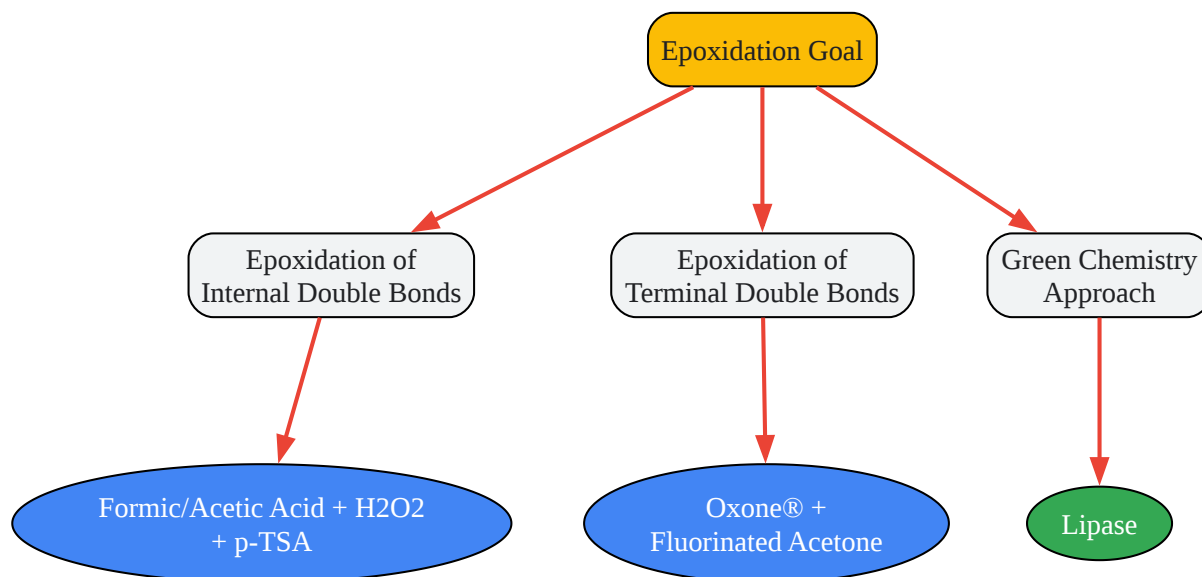 Epoxidation Goal
Epoxidation of
Internal Double Bonds
Epoxidation of
Terminal Double Bonds
Green Chemistry
Approach
Formic/Acetic Acid + H2O2
+ p-TSA
Oxone® +
Fluorinated Acetone
Lipase